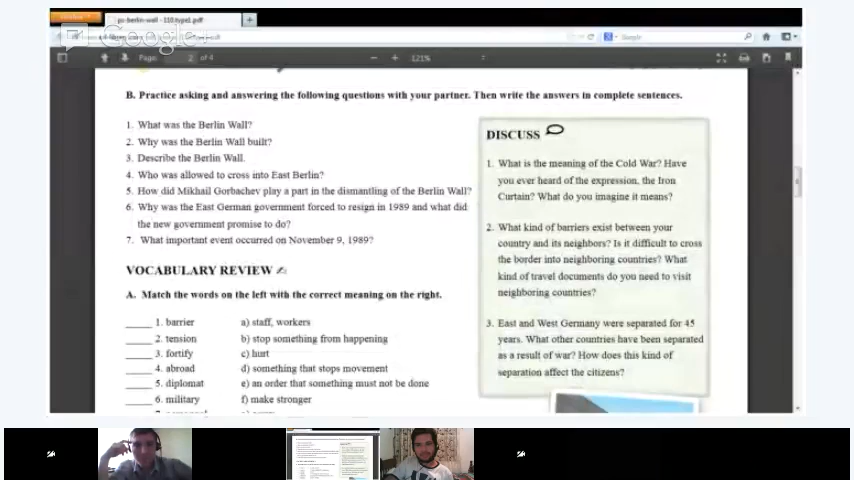 ps-berlin-wall - 110.type1.pdf
Google+
Google
Page: 2 of 4
121%
B. Practice asking and answering the following questions with your partner. Then write the answers in complete sentences.
1. What was the Berlin Wall?
2. Why was the Berlin Wall built?
3. Describe the Berlin Wall.
4. Who was allowed to cross into East Berlin?
5. How did Mikhail Gorbachev play a part in the dismantling of the Berlin Wall?
6. Why was the East German government forced to resign in 1989 and what did
the new government promise to do?
7. What important event occurred on November 9, 1989?
VOCABULARY REVIEW
A. Match the words on the left with the correct meaning on the right.
_____ 1. barrier a) staff, workers
_____ 2. tension b) stop something from happening
_____ 3. fortify c) hurt
_____ 4. abroad d) something that stops movement
_____ 5. diplomat e) an order that something must not be done
_____ 6. military f) make stronger
DISCUSS
1. What is the meaning of the Cold War? Have
you ever heard of the expression, the Iron
Curtain? What do you imagine it means?
2. What kind of barriers exist between your
country and its neighbors? Is it difficult to cross
the border into neighboring countries? What
kind of travel documents do you need to visit
neighboring countries?
3. East and West Germany were separated for 45
years. What other countries have been separated
as a result of war? How does this kind of
separation affect the citizens?